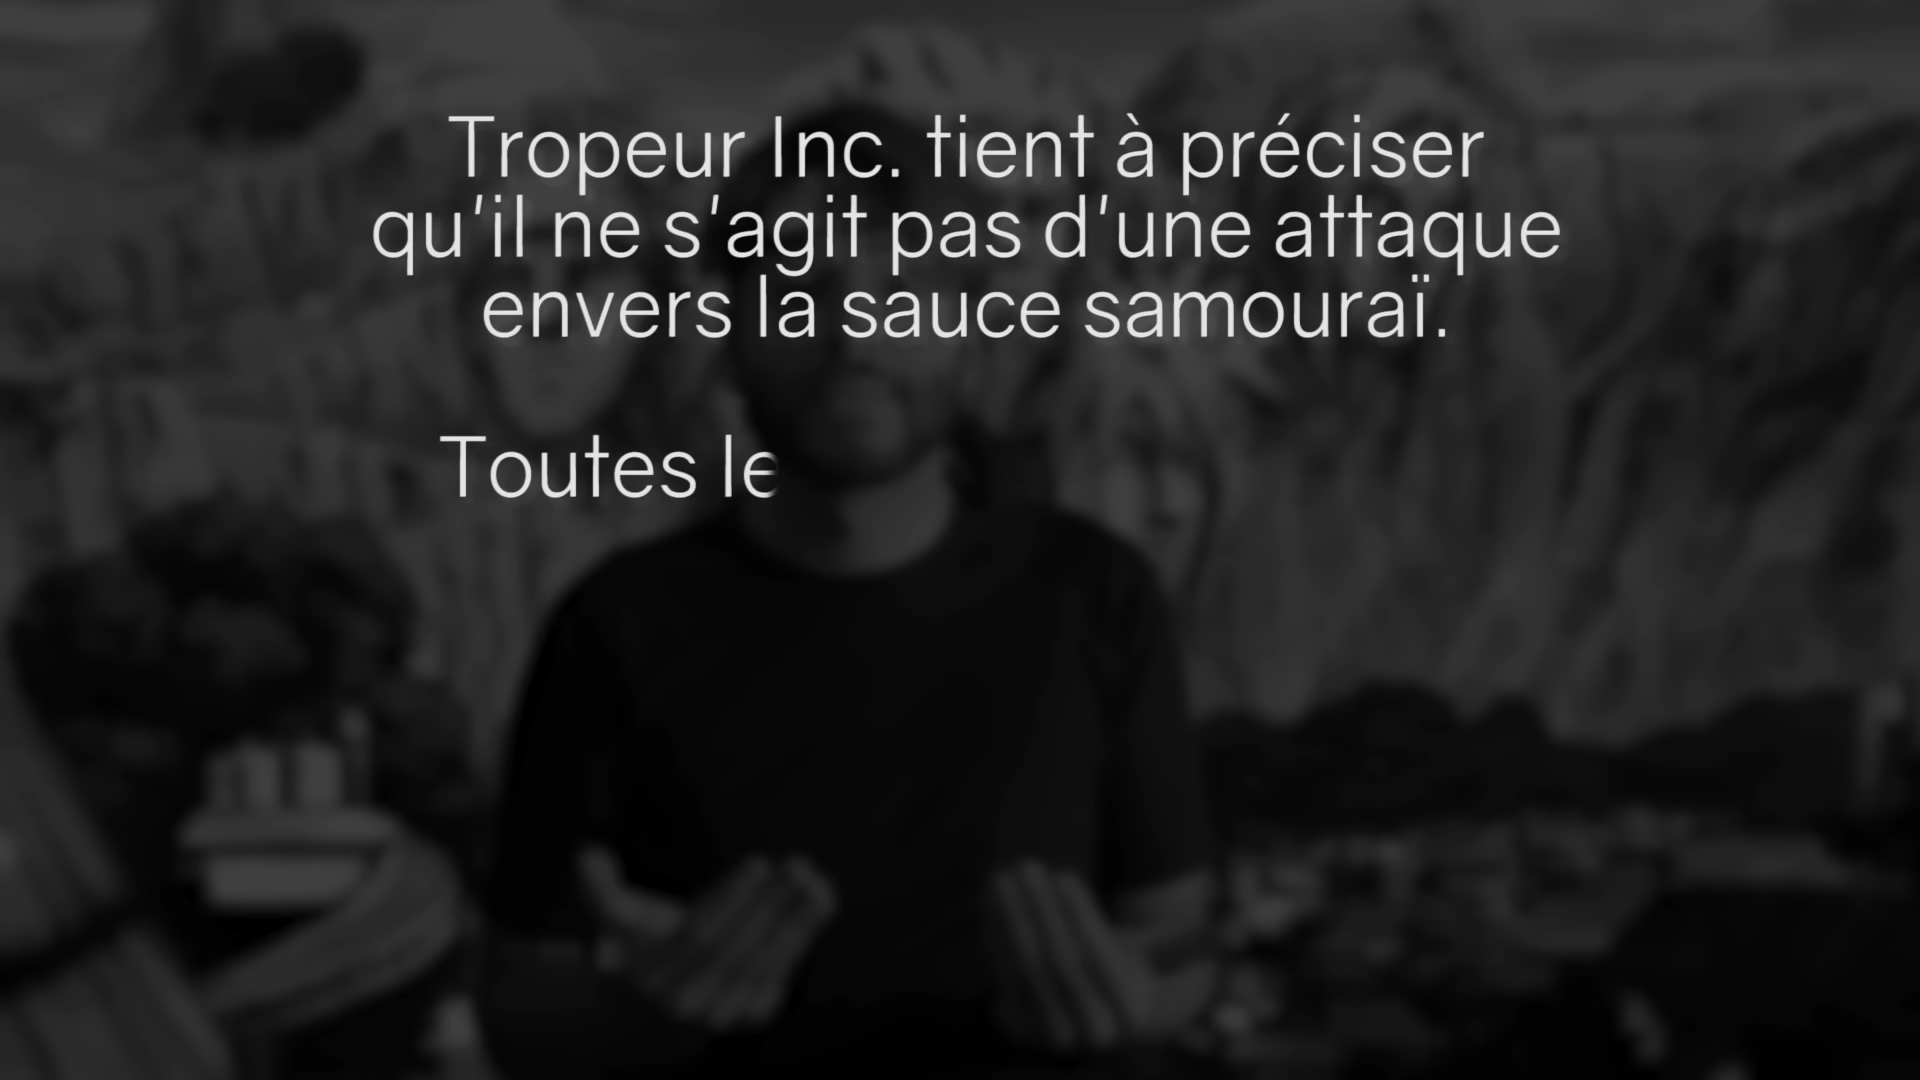 Tropeur Inc. tient à préciser
qu'il ne s'agit pas d'une attaque
envers la sauce samouraï.
Toutes le